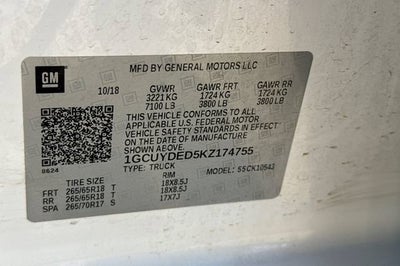 GM
MFD BY GENERAL MOTORS LLC
10/18 GVWR GAWR FRT GAWR RR
3221 KG 1724 KG 1724 KG
7100 LB 3800 LB 3800 LB
THIS VEHICLE CONFORMS TO ALL
APPLICABLE U.S. FEDERAL MOTOR
VEHICLE SAFETY STANDARDS IN
EFFECT ON THE DATE OF MANUFACTURE
SHOWN ABOVE.
1GCUYDED5KZ174755
8624 TYPE: TRUCK MODEL: 55CK1054J
TIRE SIZE RIM
FRT 265/65R18 T 18X8.5J
RR 265/65R18 T 18X8.5J
SPA 265/70R17 S 17X7J